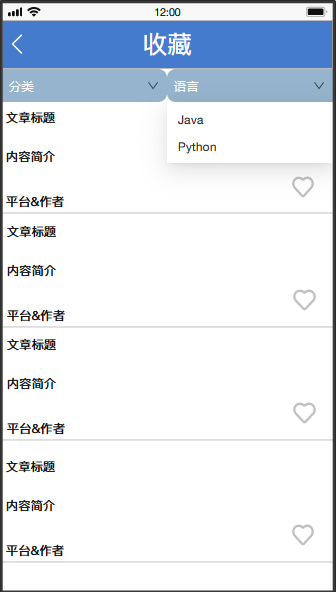 12:00
收藏
分类
语言
文章标题
Java
Python
内容简介
平台&作者
文章标题
内容简介
平台&作者
文章标题
内容简介
平台&作者
文章标题
内容简介
平台&作者